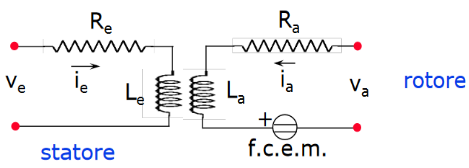 Re
Ra
ve
ie
Le
La
ia
va
rotore
+
statore
f.c.e.m.